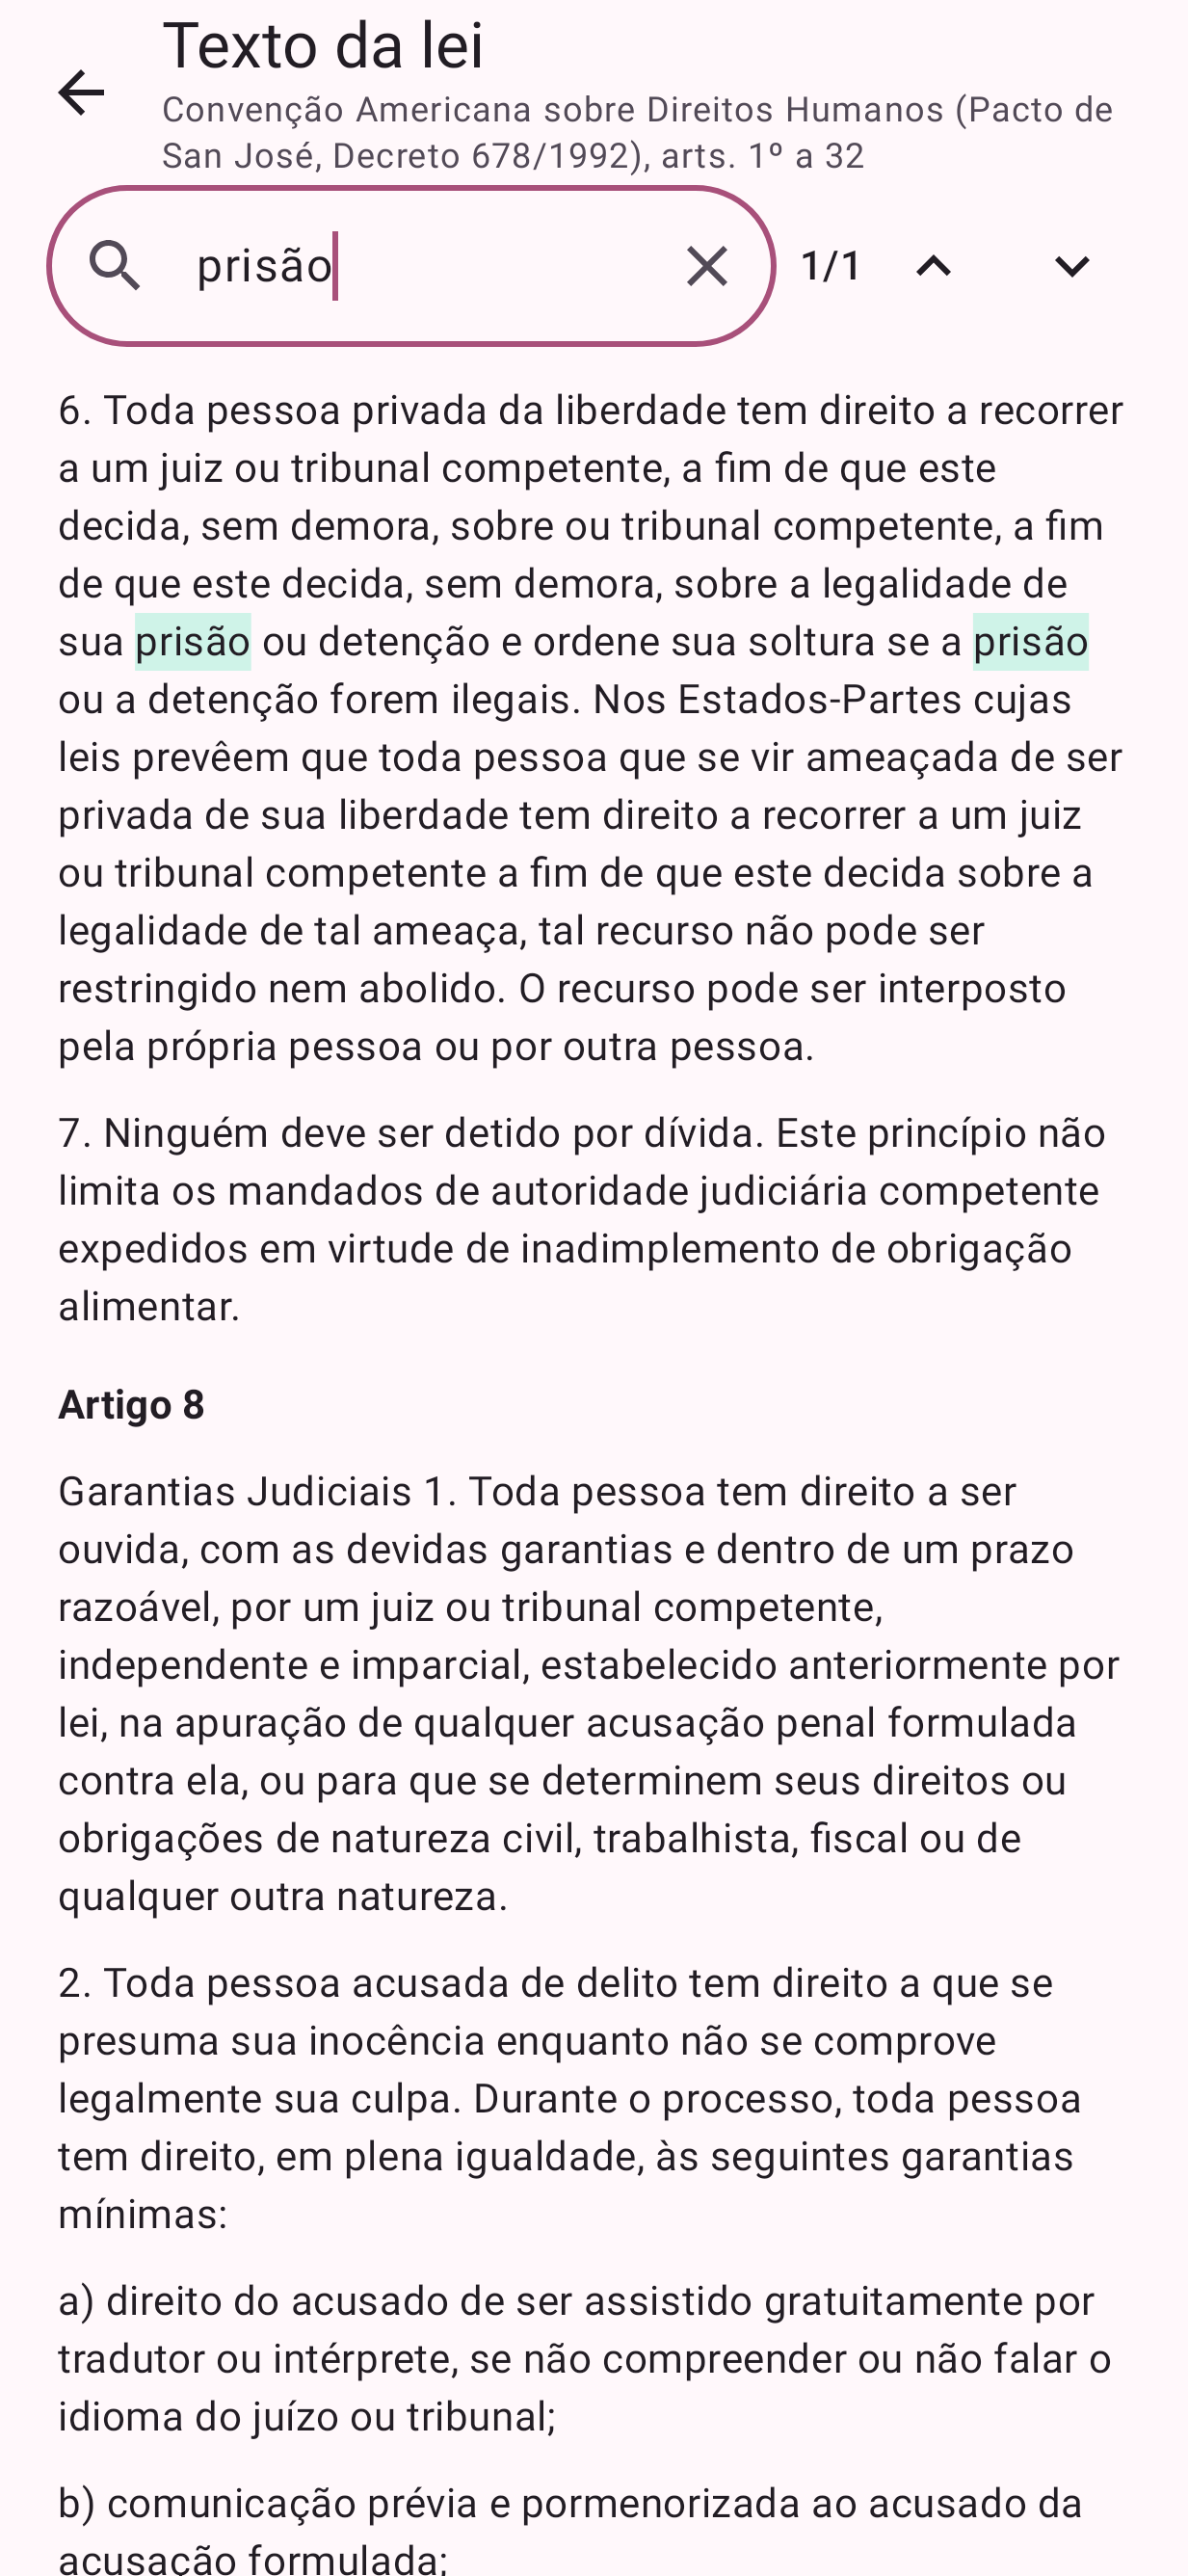 Texto da lei
Convenção Americana sobre Direitos Humanos (Pacto de
San José, Decreto 678/1992), arts. 1º a 32
prisão
1/1
6. Toda pessoa privada da liberdade tem direito a recorrer
a um juiz ou tribunal competente, a fim de que este
decida, sem demora, sobre ou tribunal competente, a fim
de que este decida, sem demora, sobre a legalidade de
sua prisão ou detenção e ordene sua soltura se a prisão
ou a detenção forem ilegais. Nos Estados-Partes cujas
leis prevêem que toda pessoa que se vir ameaçada de ser
privada de sua liberdade tem direito a recorrer a um juiz
ou tribunal competente a fim de que este decida sobre a
legalidade de tal ameaça, tal recurso não pode ser
restringido nem abolido. O recurso pode ser interposto
pela própria pessoa ou por outra pessoa.
7. Ninguém deve ser detido por dívida. Este princípio não
limita os mandados de autoridade judiciária competente
expedidos em virtude de inadimplemento de obrigação
alimentar.
Artigo 8
Garantias Judiciais 1. Toda pessoa tem direito a ser
ouvida, com as devidas garantias e dentro de um prazo
razoável, por um juiz ou tribunal competente,
independente e imparcial, estabelecido anteriormente por
lei, na apuração de qualquer acusação penal formulada
contra ela, ou para que se determinem seus direitos ou
obrigações de natureza civil, trabalhista, fiscal ou de
qualquer outra natureza.
2. Toda pessoa acusada de delito tem direito a que se
presuma sua inocência enquanto não se comprove
legalmente sua culpa. Durante o processo, toda pessoa
tem direito, em plena igualdade, às seguintes garantias
mínimas:
a) direito do acusado de ser assistido gratuitamente por
tradutor ou intérprete, se não compreender ou não falar o
idioma do juízo ou tribunal;
b) comunicação prévia e pormenorizada ao acusado da
acusação formulada;